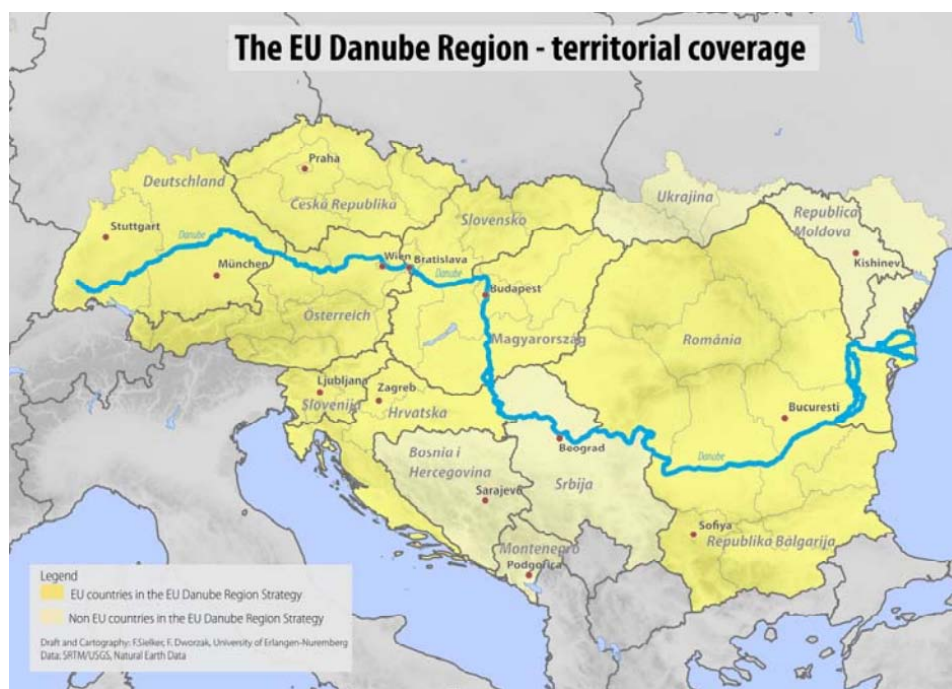 The EU Danube Region - territorial coverage
Praha
Deutschland
Česká Republika
Ukrajina
Republica
Moldova
Slovensko
Stuttgart
Danube
Wien
Bratislava
Kishinev
München
Danube
Budapest
Österreich
Magyarország
Románia
Ljubljana
Zagreb
Slovenija
Hrvatska
Bucuresti
Beograd
Bosnia i
Hercegovina
Danube
Srbija
Sarajevo
Sofiya
Republika Bălgarija
Montenegro
Podgorica
Legend
EU countries in the EU Danube Region Strategy
Non EU countries in the EU Danube Region Strategy
Draft and Cartography: F.Sielker, F. Dworzak, University of Erlangen-Nuremberg
Data: SRTM/USGS, Natural Earth Data